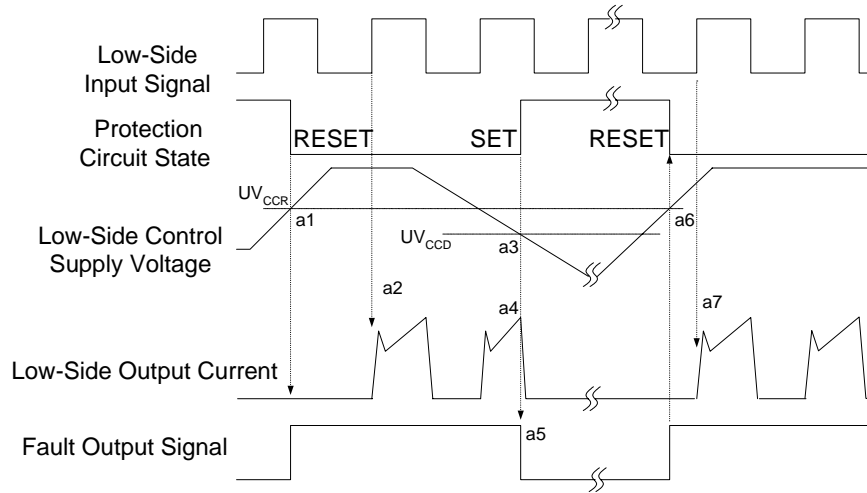 Low-Side
Input Signal
Protection
Circuit State
RESET
SET
RESET
UVCCR
a1
a6
Low-Side Control
Supply Voltage
UVCCD
a3
a2
a4
a7
Low-Side Output Current
Fault Output Signal
a5